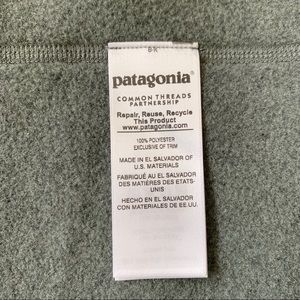 patagonia®
COMMON THREADS
PARTNERSHIP
Repair, Reuse, Recycle
This Product
www.patagonia.com
100% POLYESTER
EXCLUSIVE OF TRIM
MADE IN EL SALVADOR OF
U.S. MATERIALS
FABRIQUÉ AU EL SALVADOR
DES MATIÈRES DES ETATS-
UNIS
HECHO EN EL SALVADOR
CON MATERIALES DE EE.UU.